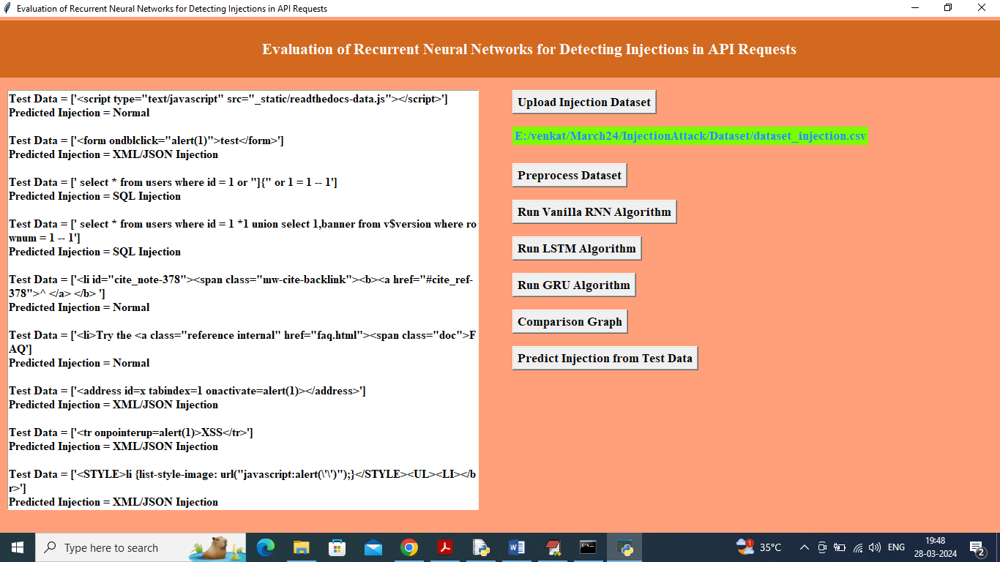 Evaluation of Recurrent Neural Networks for Detecting Injections in API Requests
Evaluation of Recurrent Neural Networks for Detecting Injections in API Requests
Test Data = ['<script type="text/javascript" src="_static/readthedocs-data.js"></script>']
Predicted Injection = Normal
Test Data = ['<form ondblclick="alert(1)">test</form>']
Predicted Injection = XML/JSON Injection
Test Data = [' select * from users where id = 1 or "]{" or 1 = 1 -- 1']
Predicted Injection = SQL Injection
Test Data = [' select * from users where id = 1 *1 union select 1,banner from v$version where ro
wnum = 1 -- 1']
Predicted Injection = SQL Injection
Test Data = ['<li id="cite_note-378"><span class="mw-cite-backlink"><b><a href="#cite_ref-
378">^ </a> </b> ']
Predicted Injection = Normal
Test Data = ['<li>Try the <a class="reference internal" href="faq.html"><span class="doc">F
AQ']
Predicted Injection = Normal
Test Data = ['<address id=x tabindex=1 onactivate=alert(1)></address>']
Predicted Injection = XML/JSON Injection
Test Data = ['<tr onpointerup=alert(1)>XSS</tr>']
Predicted Injection = XML/JSON Injection
Test Data = ['<STYLE>li {list-style-image: url("javascript:alert(\'\')");}</STYLE><UL><LI></b
r>']
Predicted Injection = XML/JSON Injection
Upload Injection Dataset
E:/venkat/March24/InjectionAttack/Dataset/dataset_injection.csv
Preprocess Dataset
Run Vanilla RNN Algorithm
Run LSTM Algorithm
Run GRU Algorithm
Comparison Graph
Predict Injection from Test Data
Type here to search
1
35°C
ENG
19:48
28-03-2024
2